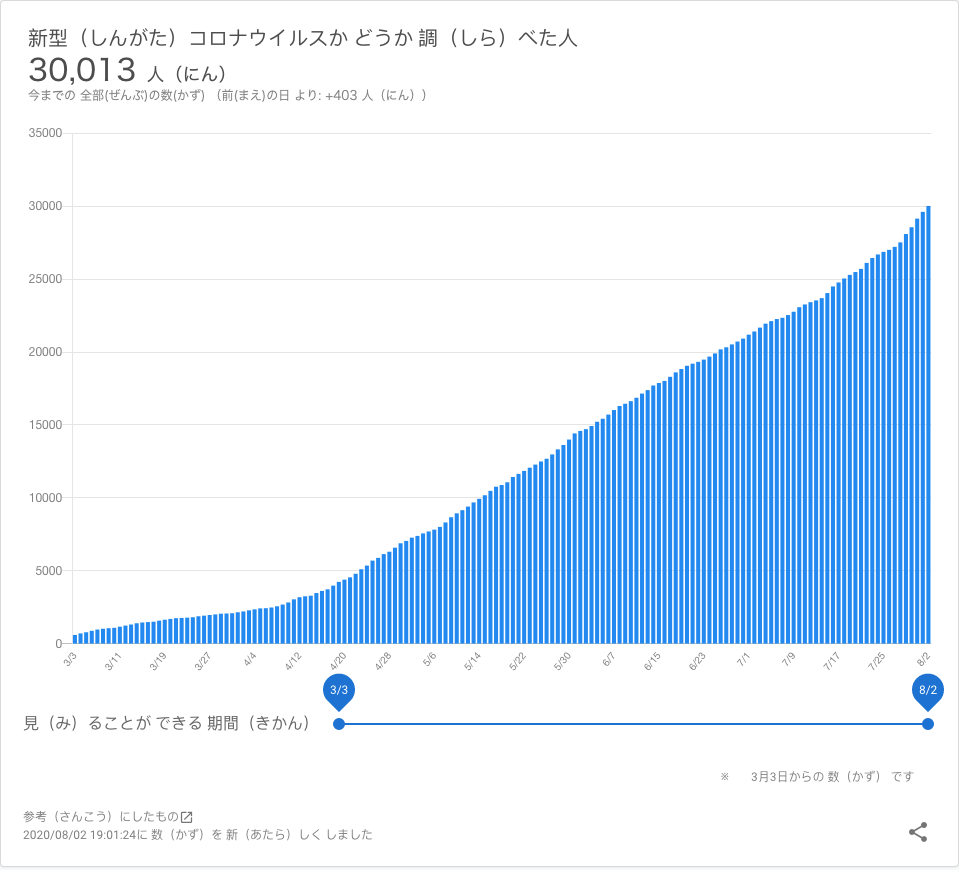 新型（しんがた）コロナウイルスか どうか 調（しら）べた人
30,013 人（にん）
今までの 全部(ぜんぶ)の数(かず) （前(まえ)の日 より: +403 人（にん））
35000
30000
25000
20000
15000
10000
5000
0
3/3 3/11 3/19 3/27 4/4 4/12 4/20 4/28 5/6 5/14 5/22 5/30 6/7 6/15 6/23 7/1 7/9 7/17 7/25 8/2
3/3 8/2
見（み）ることが できる 期間（きかん）
※ 3月3日からの 数（かず） です
参考（さんこう）にしたもの
2020/08/02 19:01:24に 数（かず）を 新（あたら）しく しました